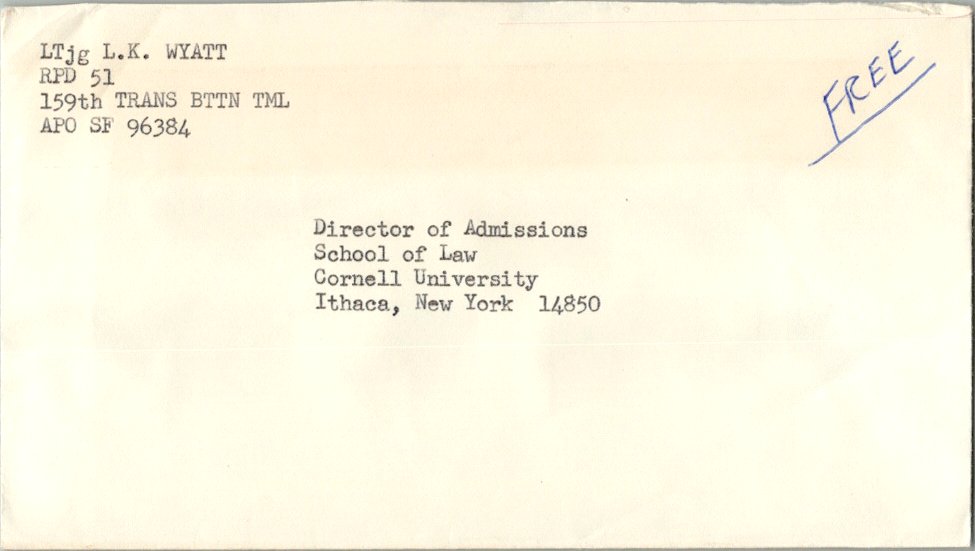 LTjg L.K. WYATT
RPD 51
159th TRANS BTTN TML
APO SF 96384
FREE
Director of Admissions
School of Law
Cornell University
Ithaca, New York 14850